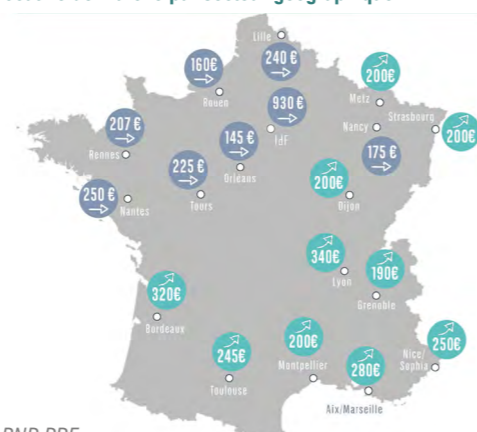 Lille
240 €
160€
Rouen
930 €
IdF
200€
Metz
Strasbourg
200€
Nancy
175 €
207 €
Rennes
145€
Orléans
225 €
Tours
250 €
Nantes
200€
Dijon
340€
Lyon
190€
Grenoble
320€
Bordeaux
245€
Toulouse
200€
Montpellier
280€
Aix/Marseille
Nice/
Sophia
250€